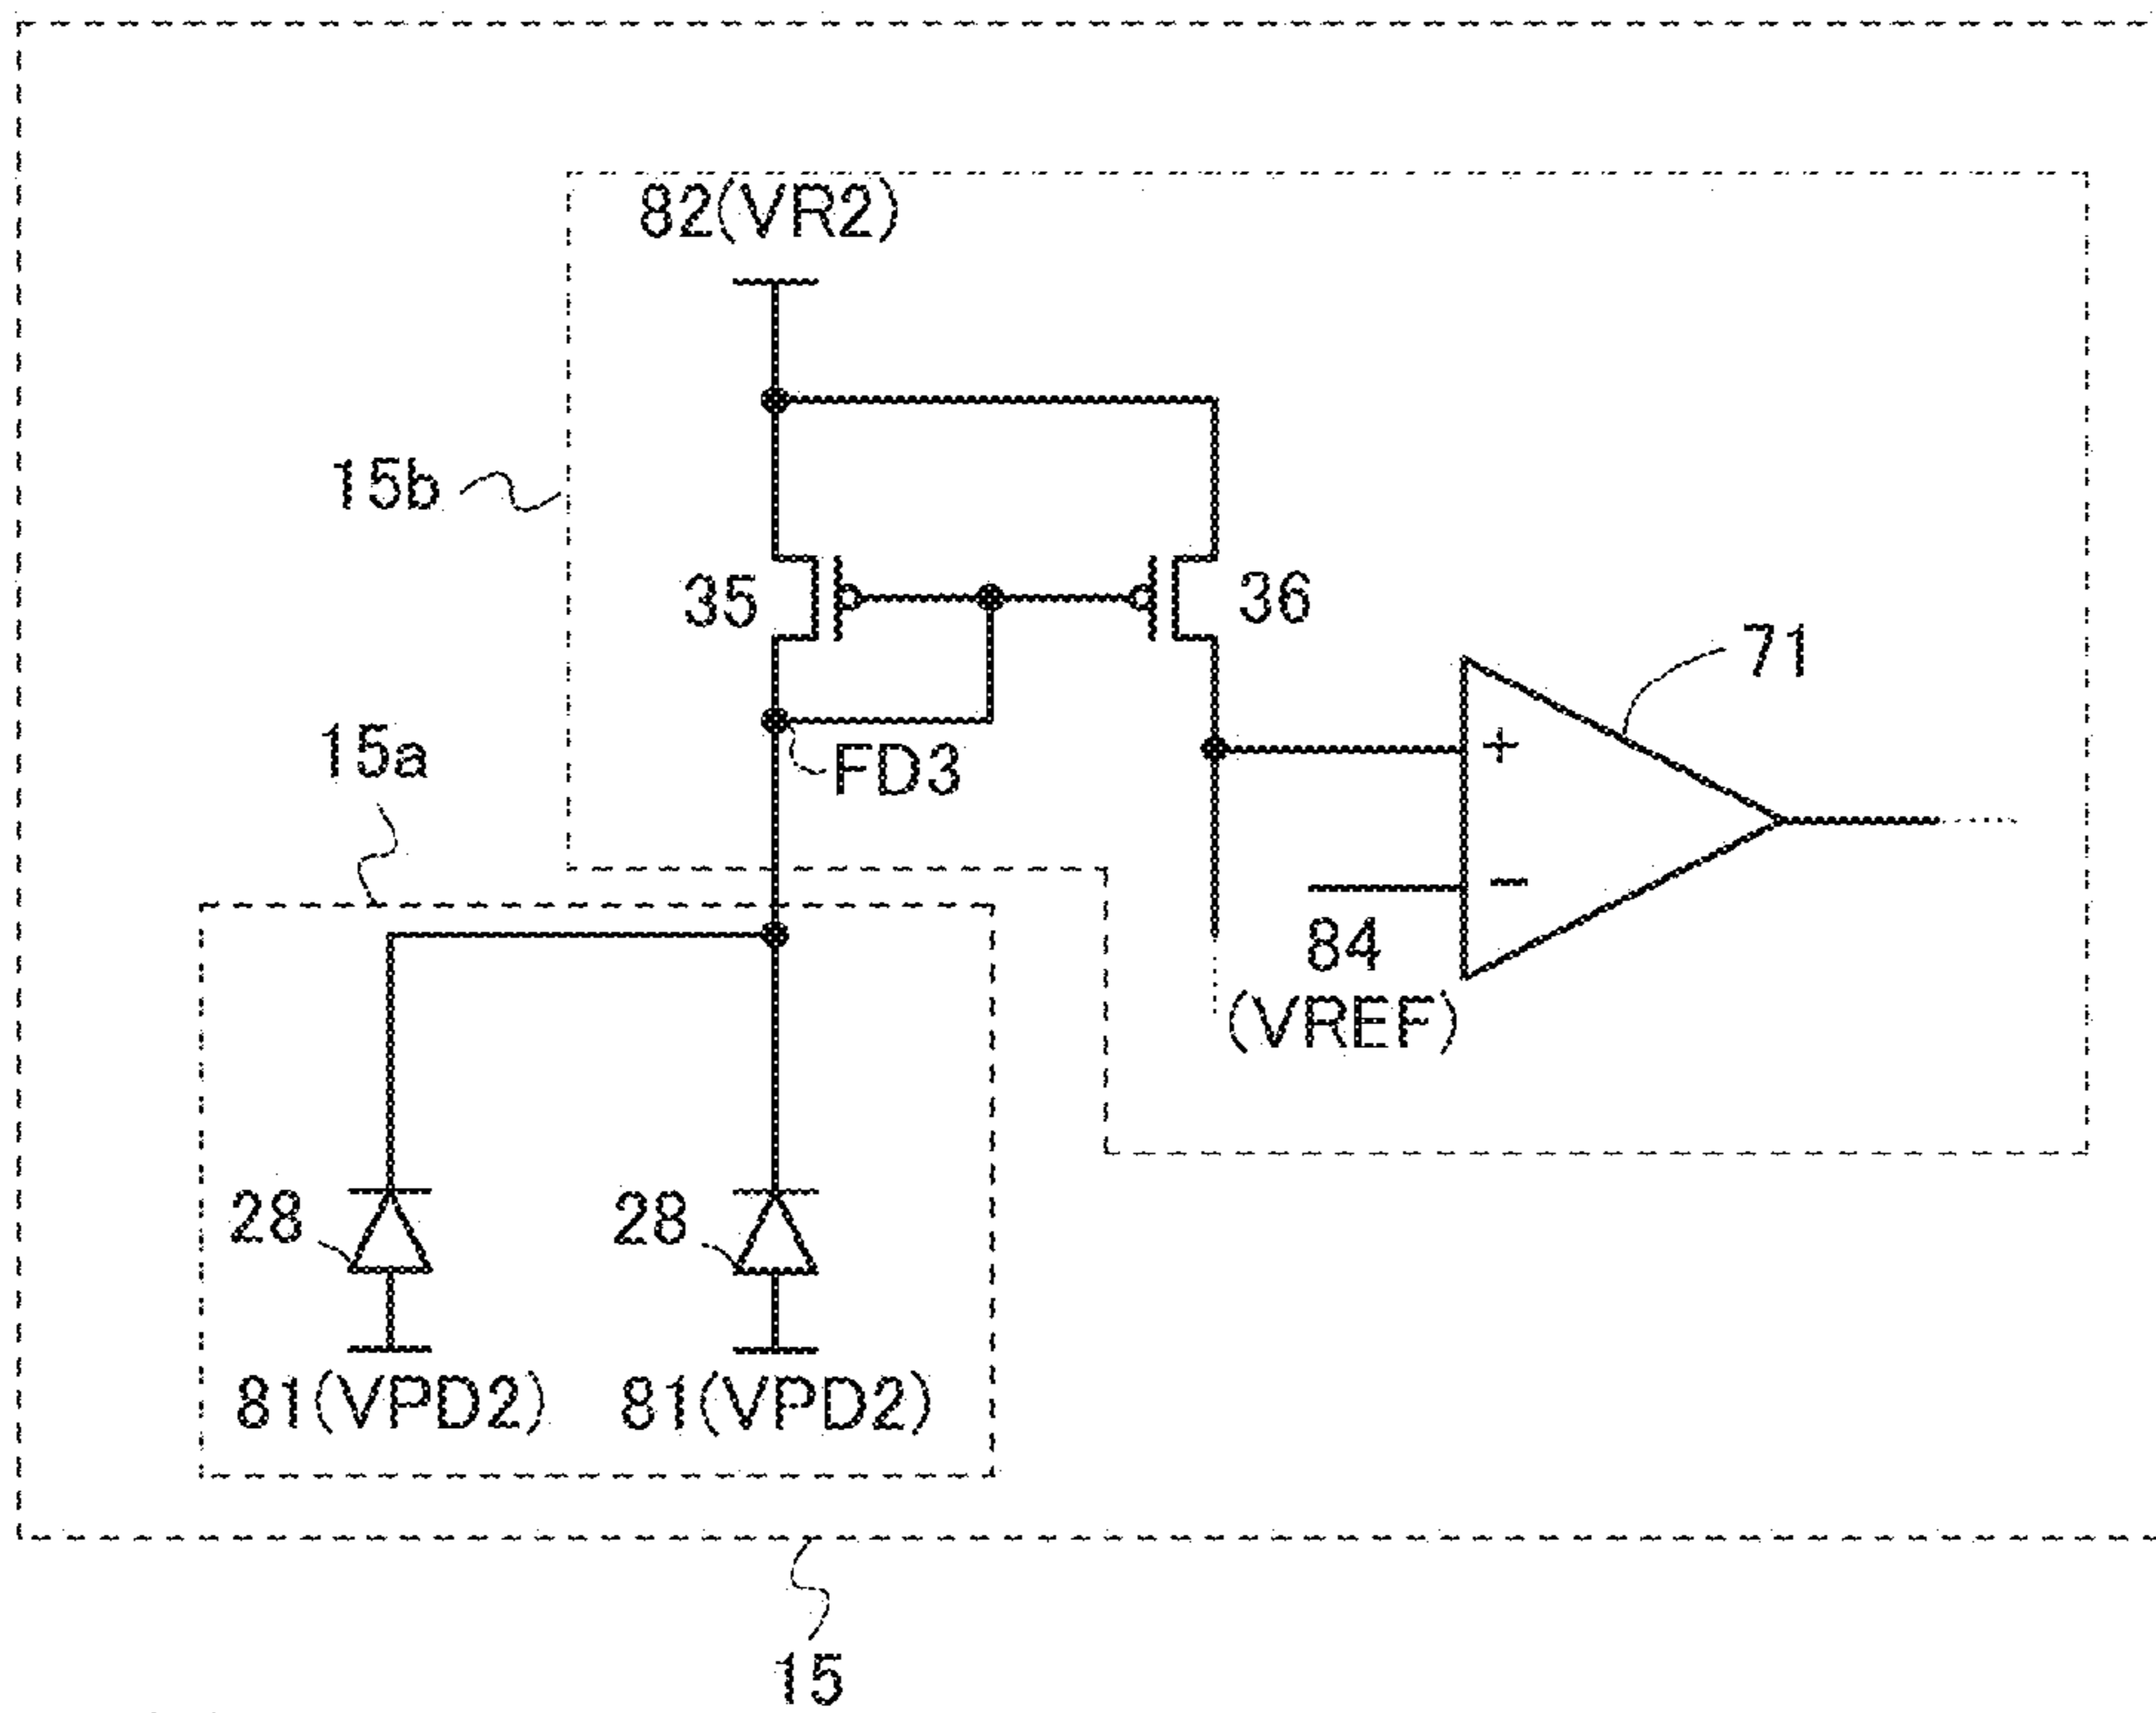 82(VR2)
15b
35
36
71
+
15a
FD3
−
84
(VREF)
28
28
81(VPD2)
81(VPD2)
15